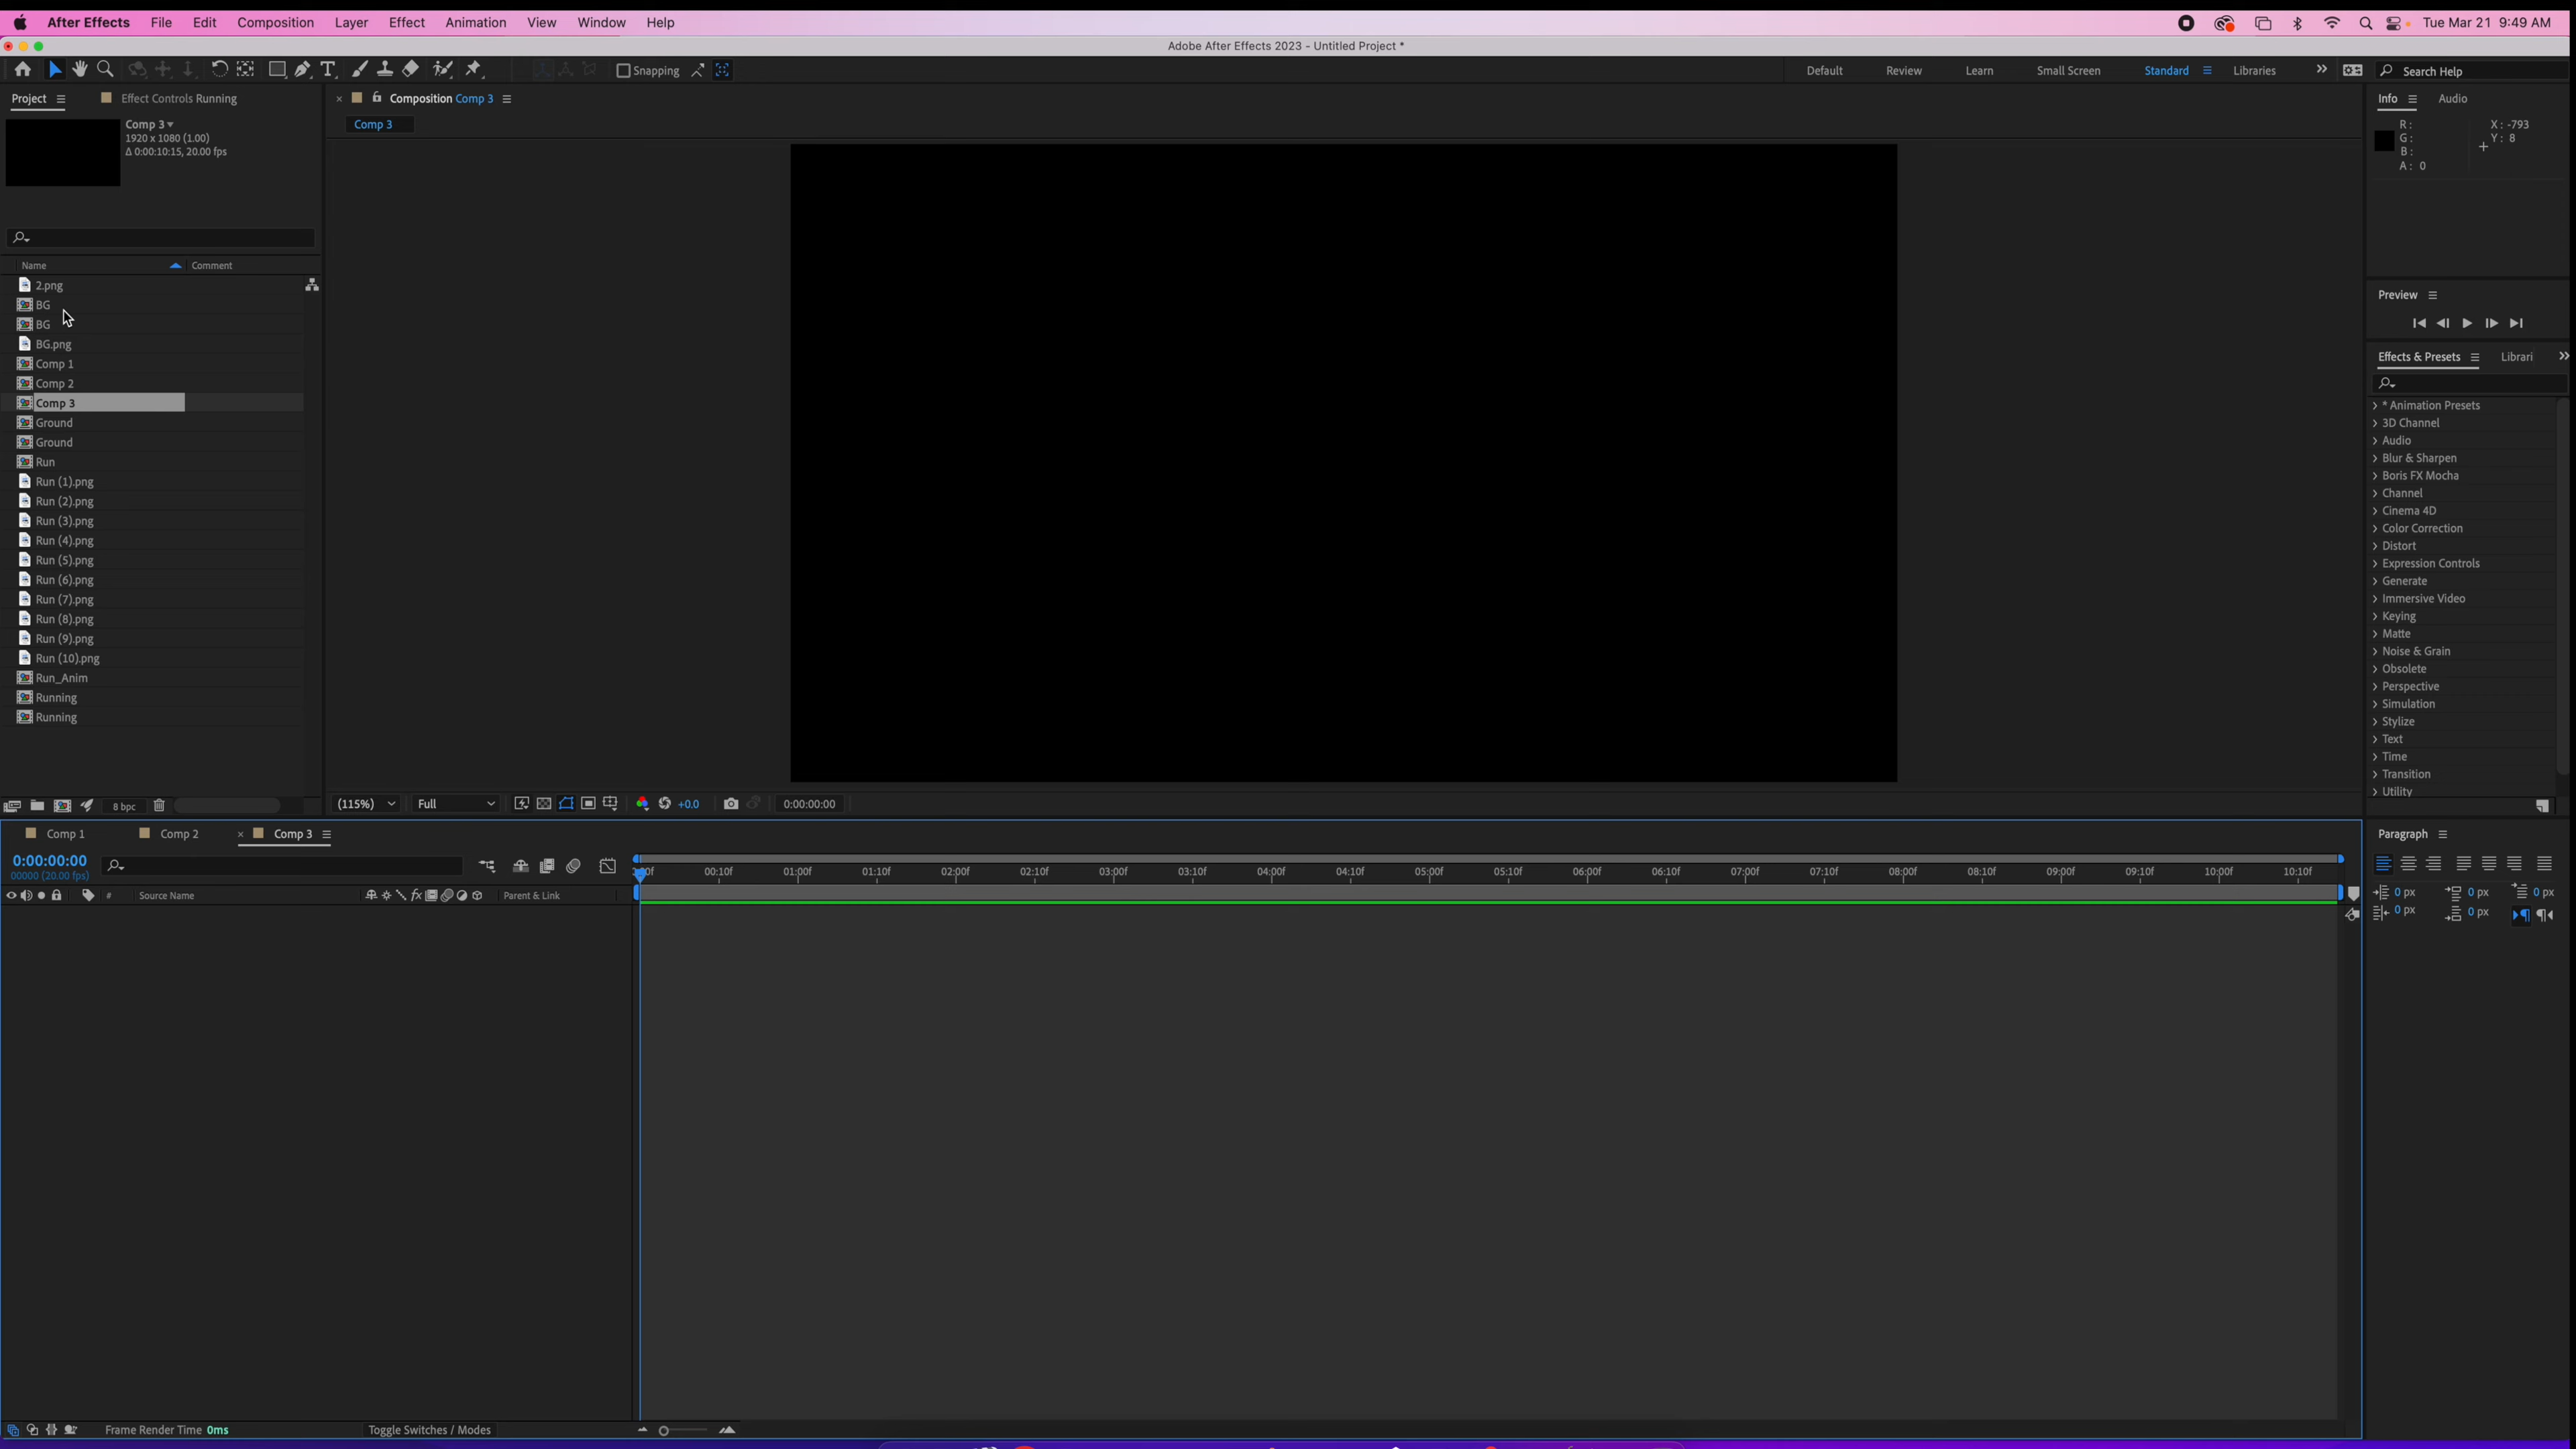 After Effects File Edit Composition Layer Effect Animation View Window Help Tue Mar 21 9:49 AM
Adobe After Effects 2023 - Untitled Project *
Snapping Default Review Learn Small Screen Standard Libraries Search Help
Project Effect Controls Running
Composition Comp 3
Comp 3
Info Audio
Comp 3
1920 x 1080 (1.00)
Δ 0:00:10:15, 20.00 fps
R:
G:
B:
A: 0
X: -793
Y: 8
Name Comment
2.png
BG
BG
BG.png
Comp 1
Comp 2
Comp 3
Ground
Ground
Run
Run (1).png
Run (2).png
Run (3).png
Run (4).png
Run (5).png
Run (6).png
Run (7).png
Run (8).png
Run (9).png
Run (10).png
Run_Anim
Running
Running
8 bpc
(115%) Full +0.0 0:00:00:00
Preview
Effects & Presets Librari
* Animation Presets
3D Channel
Audio
Blur & Sharpen
Boris FX Mocha
Channel
Cinema 4D
Color Correction
Distort
Expression Controls
Generate
Immersive Video
Keying
Matte
Noise & Grain
Obsolete
Perspective
Simulation
Stylize
Text
Time
Transition
Utility
Comp 1 Comp 2 Comp 3
0:00:00:00
00000 (20.00 fps)
00:10f 01:00f 01:10f 02:00f 02:10f 03:00f 03:10f 04:00f 04:10f 05:00f 05:10f 06:00f 06:10f 07:00f 07:10f 08:00f 08:10f 09:00f 09:10f 10:00f 10:10f
# Source Name fx Parent & Link
Paragraph
0 px 0 px 0 px
0 px 0 px
Frame Render Time 0ms Toggle Switches / Modes